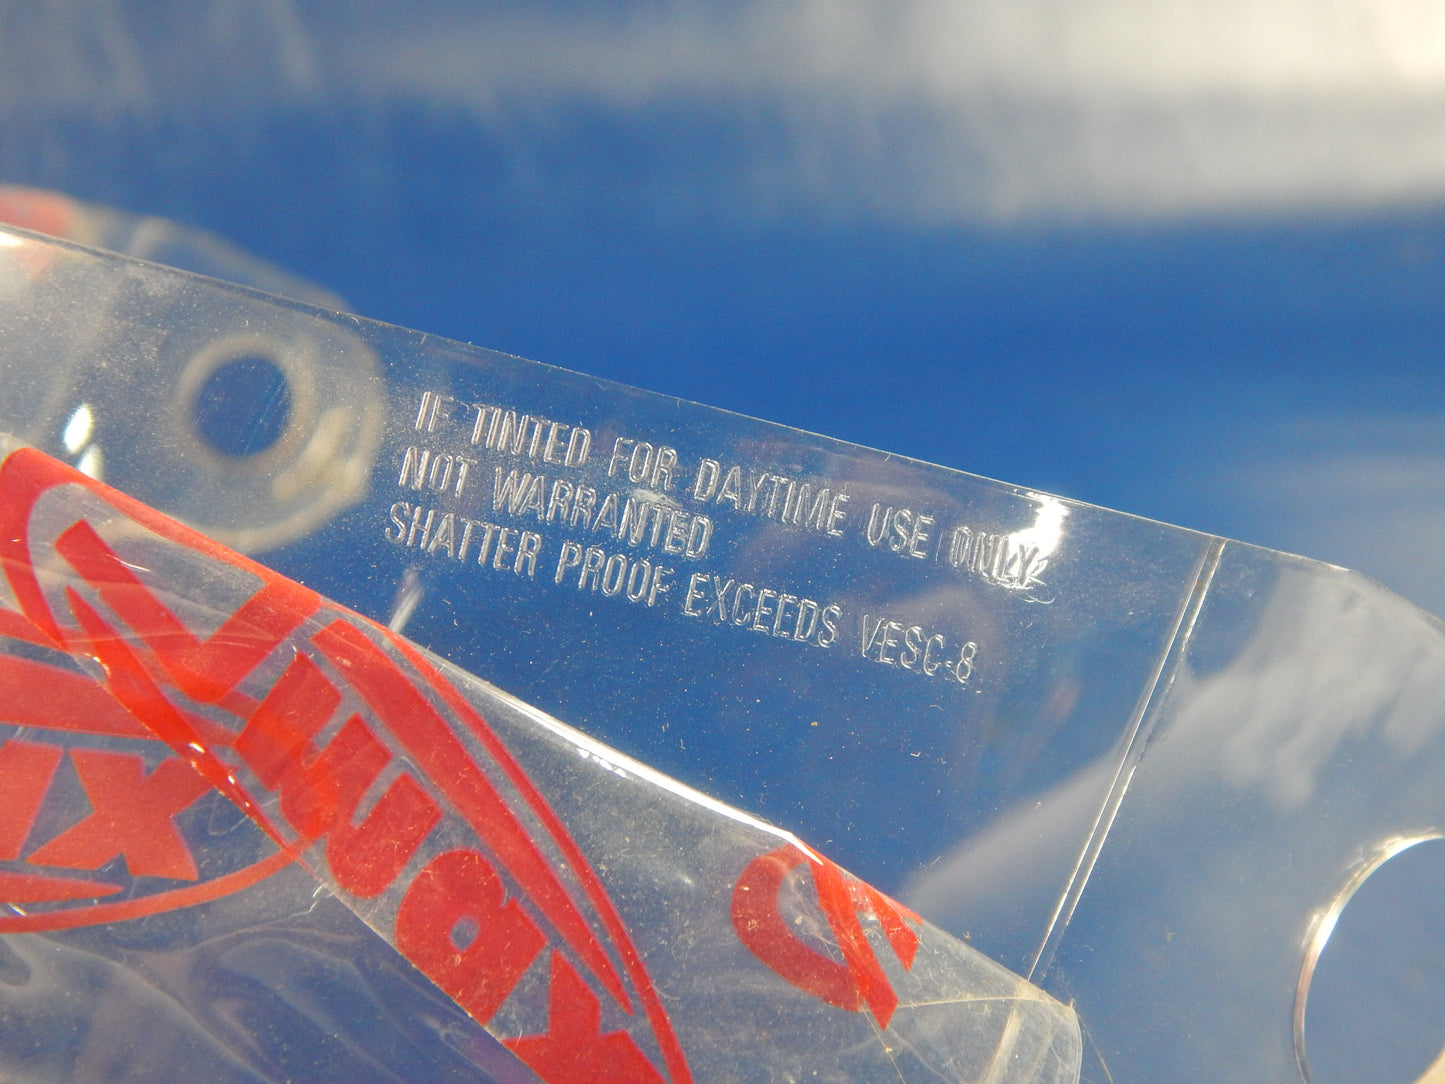 IF TINTED FOR DAYTIME USE ONLY
NOT WARRANTED
SHATTER PROOF EXCEEDS VESC-8